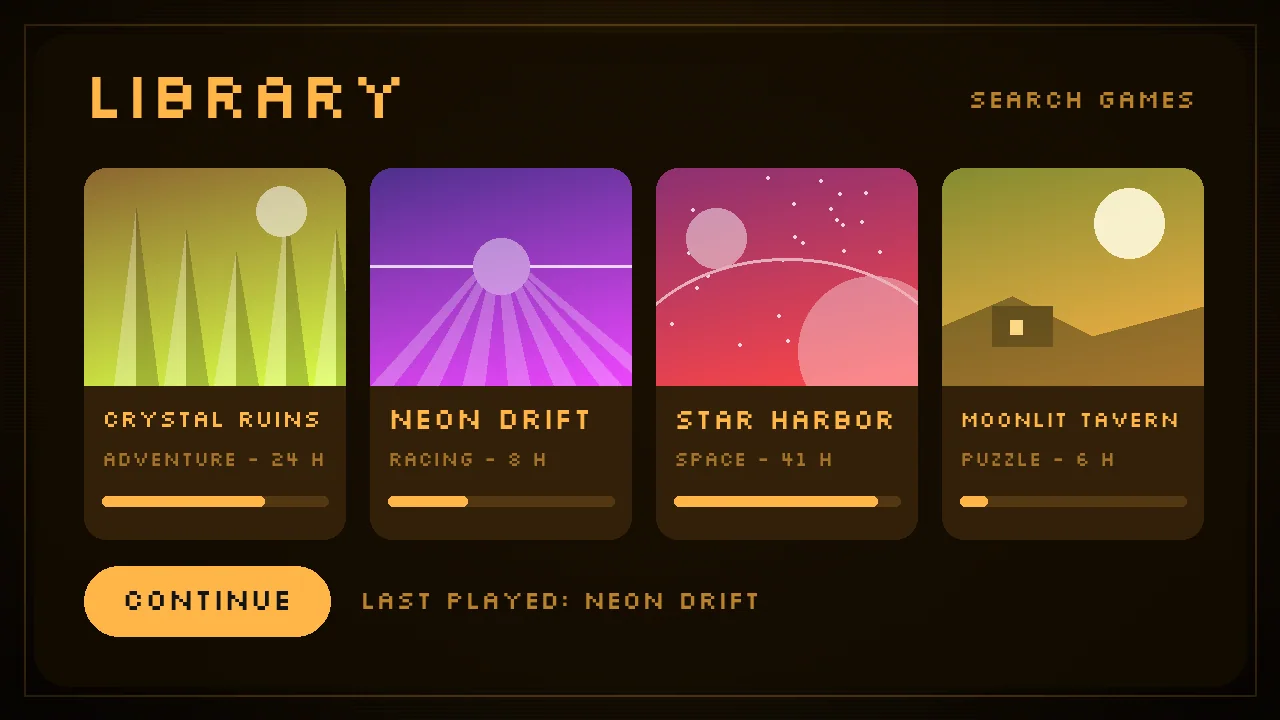 LIBRARY
SEARCH GAMES
CRYSTAL RUINS
ADVENTURE - 24 H
NEON DRIFT
RACING - 8 H
STAR HARBOR
SPACE - 41 H
MOONLIT TAVERN
PUZZLE - 6 H
CONTINUE
LAST PLAYED: NEON DRIFT